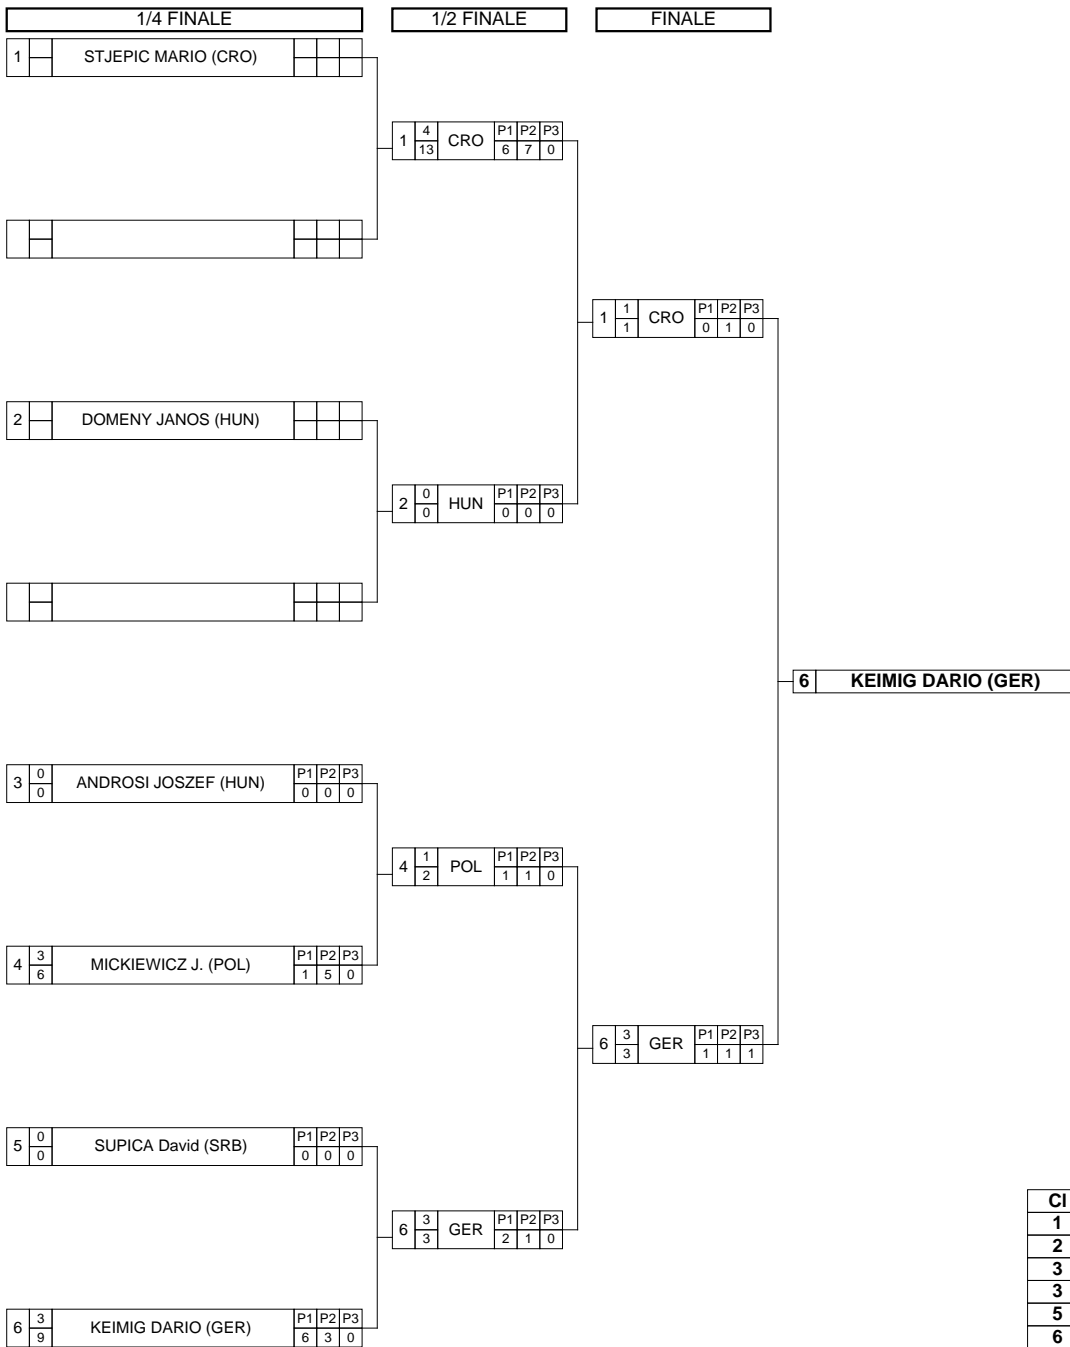 1/4 FINALE 1/2 FINALE FINALE
1 STJEPIC MARIO (CRO)
1 4 13 CRO P1 P2 P3 6 7 0
1 1 1 CRO P1 P2 P3 0 1 0
2 DOMENY JANOS (HUN)
2 0 0 HUN P1 P2 P3 0 0 0
6 KEIMIG DARIO (GER)
3 0 0 ANDROSI JOSZEF (HUN) P1 P2 P3 0 0 0
4 1 2 POL P1 P2 P3 1 1 0
4 3 6 MICKIEWICZ J. (POL) P1 P2 P3 1 5 0
6 3 3 GER P1 P2 P3 1 1 1
5 0 0 SUPICA David (SRB) P1 P2 P3 0 0 0
6 3 3 GER P1 P2 P3 2 1 0
6 3 9 KEIMIG DARIO (GER) P1 P2 P3 6 3 0
Cl
1
2
3
3
5
6